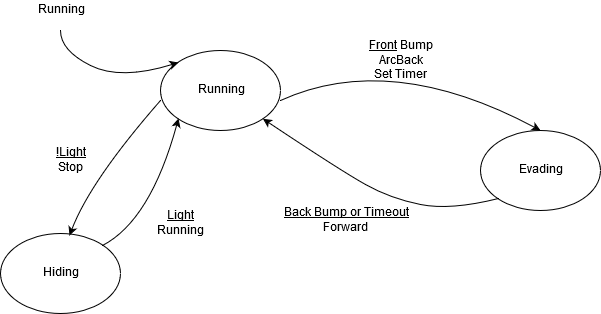 Running
Front Bump
ArcBack
Set Timer
Running
!Light
Stop
Evading
Light
Running
Back Bump or Timeout
Forward
Hiding